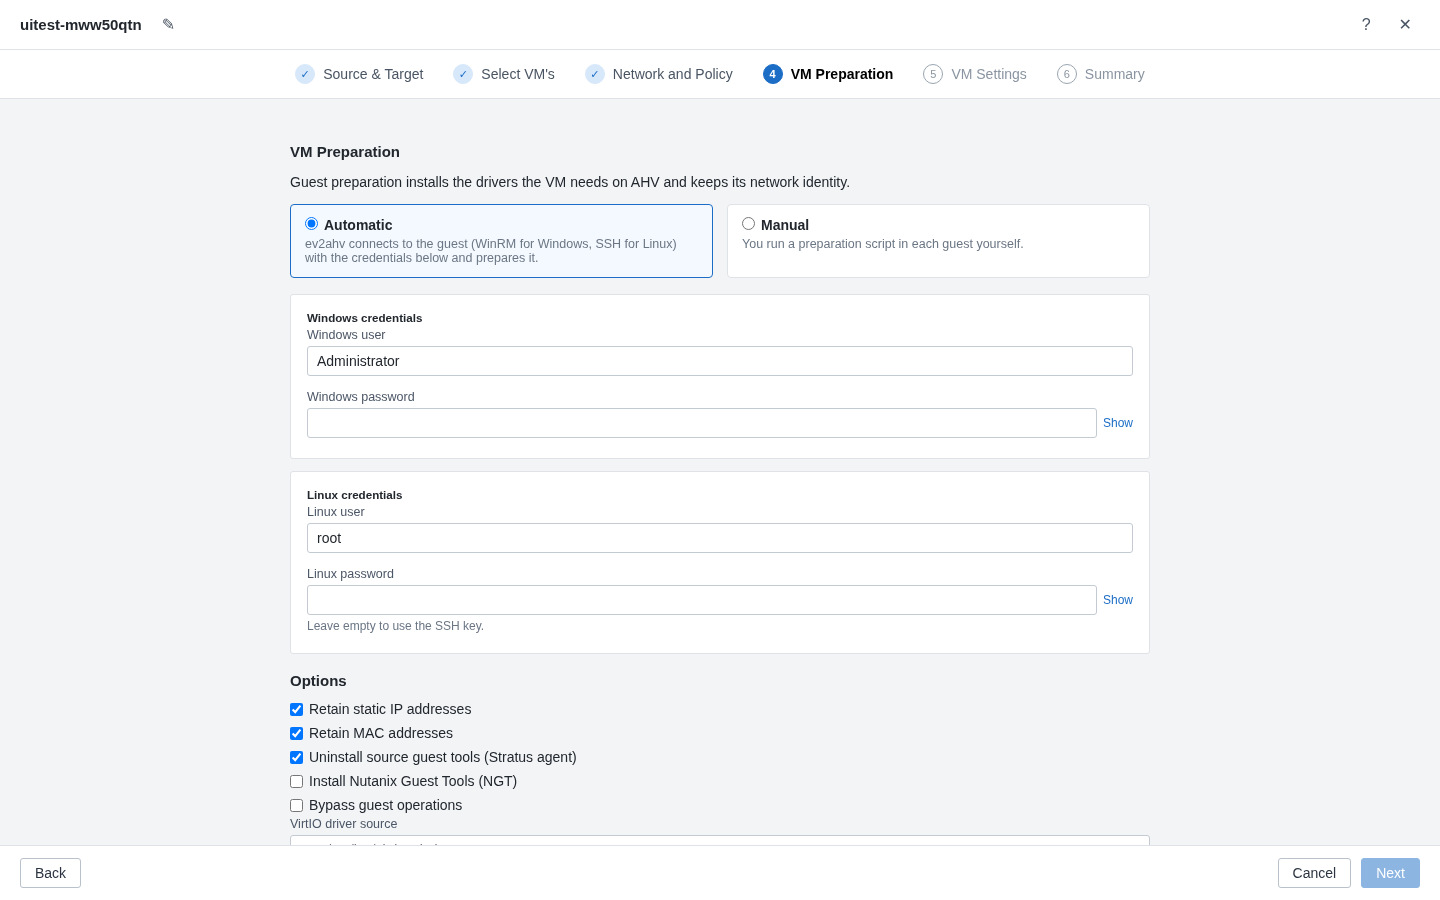 uitest-mww50qtn ✎ ? ✕
✓ Source & Target ✓ Select VM's ✓ Network and Policy 4 VM Preparation 5 VM Settings 6 Summary
VM Preparation
Guest preparation installs the drivers the VM needs on AHV and keeps its network identity.
Automatic
ev2ahv connects to the guest (WinRM for Windows, SSH for Linux)
with the credentials below and prepares it.
Manual
You run a preparation script in each guest yourself.
Windows credentials
Windows user
Administrator
Windows password
Show
Linux credentials
Linux user
root
Linux password
Show
Leave empty to use the SSH key.
Options
Retain static IP addresses
Retain MAC addresses
Uninstall source guest tools (Stratus agent)
Install Nutanix Guest Tools (NGT)
Bypass guest operations
VirtIO driver source
Back Cancel Next